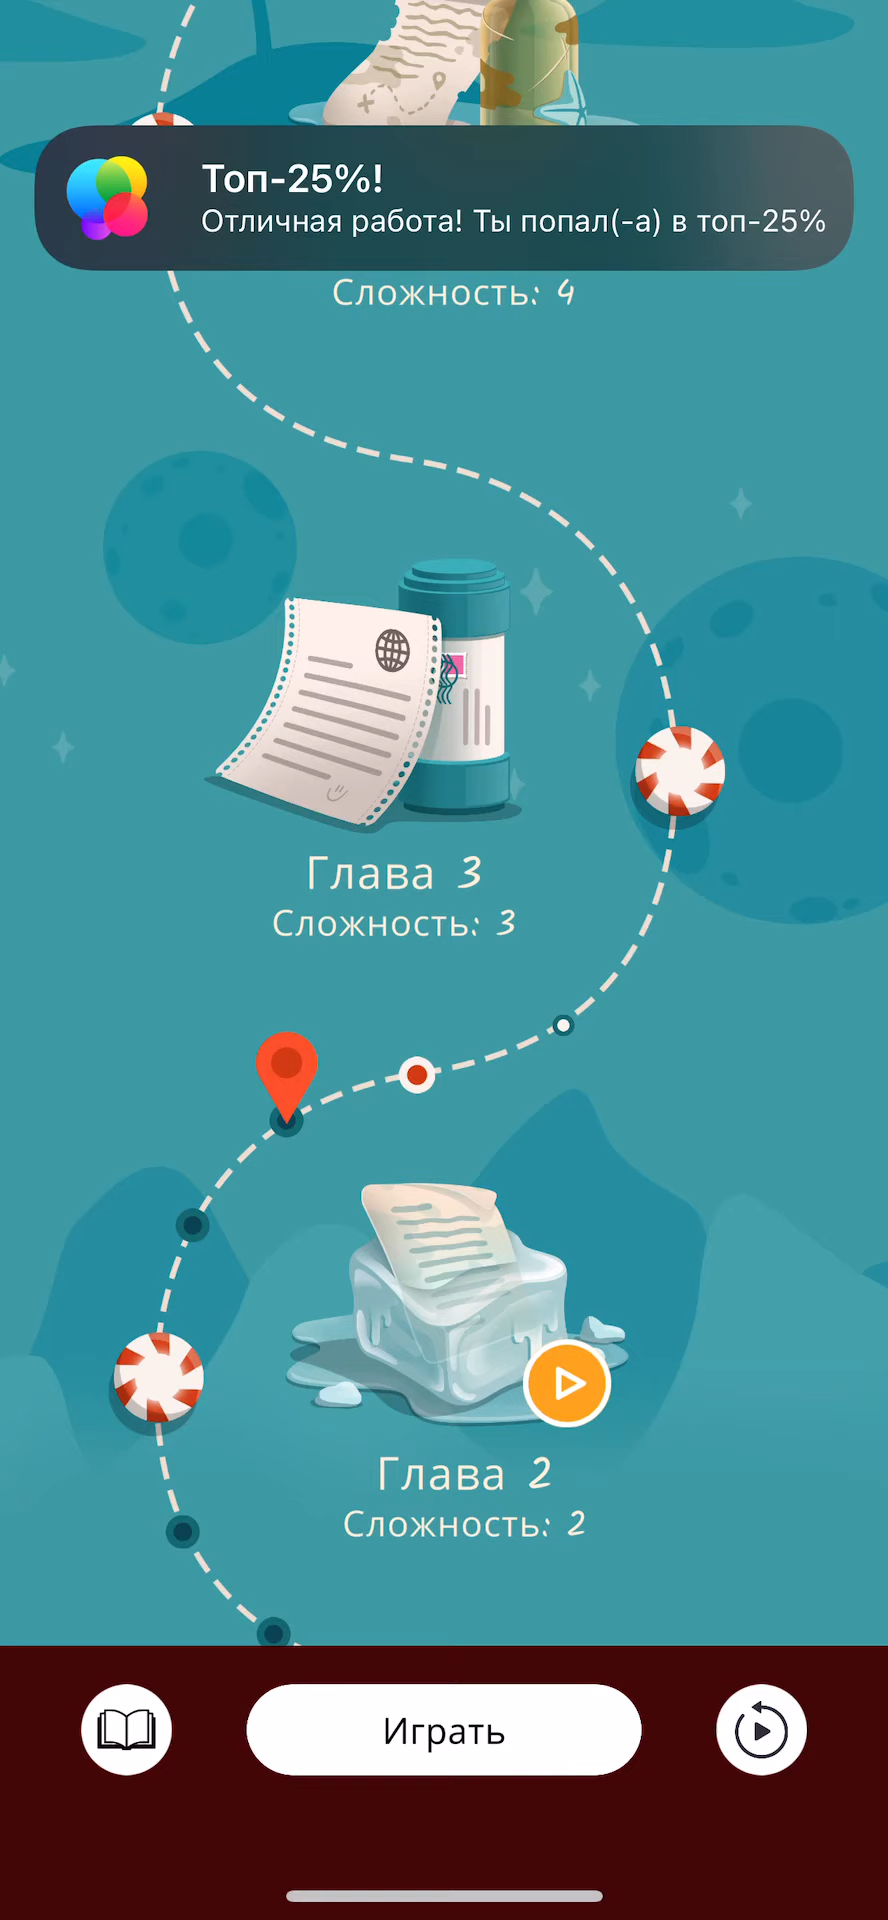 Топ-25%!
Отличная работа! Ты попал(-а) в топ-25%
Сложность: 4
Глава 3
Сложность: 3
Глава 2
Сложность: 2
Играть